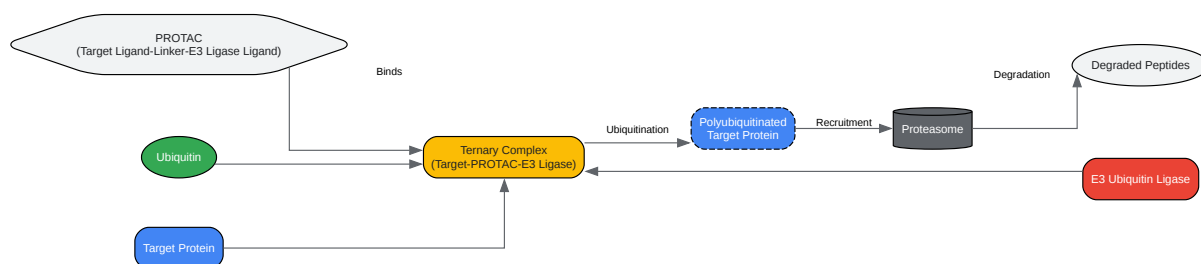 PROTAC
(Target Ligand-Linker-E3 Ligase Ligand)
Binds
Degradation
Degraded Peptides
Ubiquitination
Polyubiquitinated
Target Protein
Recruitment
Proteasome
Ubiquitin
Ternary Complex
(Target-PROTAC-E3 Ligase)
E3 Ubiquitin Ligase
Target Protein